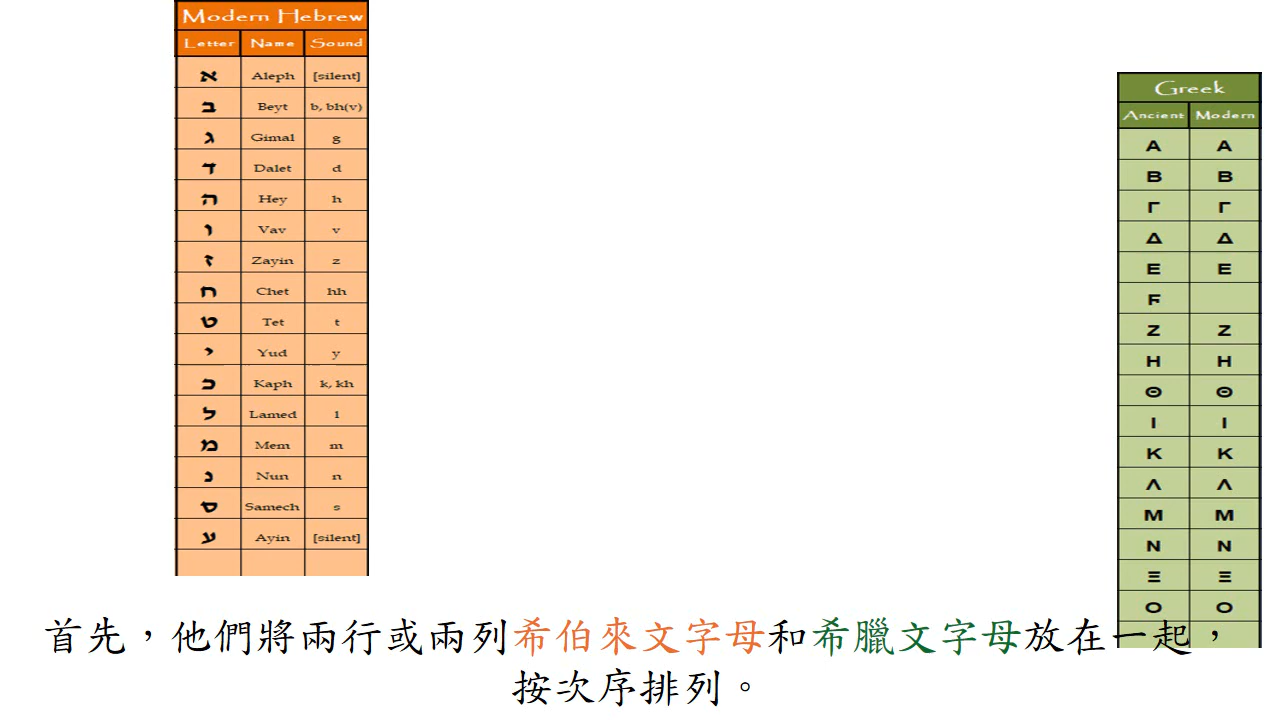 Modern Hebrew
Letter Name Sound
א Aleph [silent]
ב Beyt b, bh(v)
ג Gimal g
ד Dalet d
ה Hey h
ו Vav v
ז Zayin z
ח Chet hh
ט Tet t
י Yud y
כ Kaph k, kh
ל Lamed l
מ Mem m
נ Nun n
ס Samech s
ע Ayin [silent]
Greek
Ancient Modern
Α Α
Β Β
Γ Γ
Δ Δ
Ε Ε
F
Ζ Ζ
Η Η
Θ Θ
Ι Ι
Κ Κ
Λ Λ
Μ Μ
Ν Ν
Ξ Ξ
Ο Ο
首先，他們將兩行或兩列希伯來文字母和希臘文字母放在一起，
按次序排列。